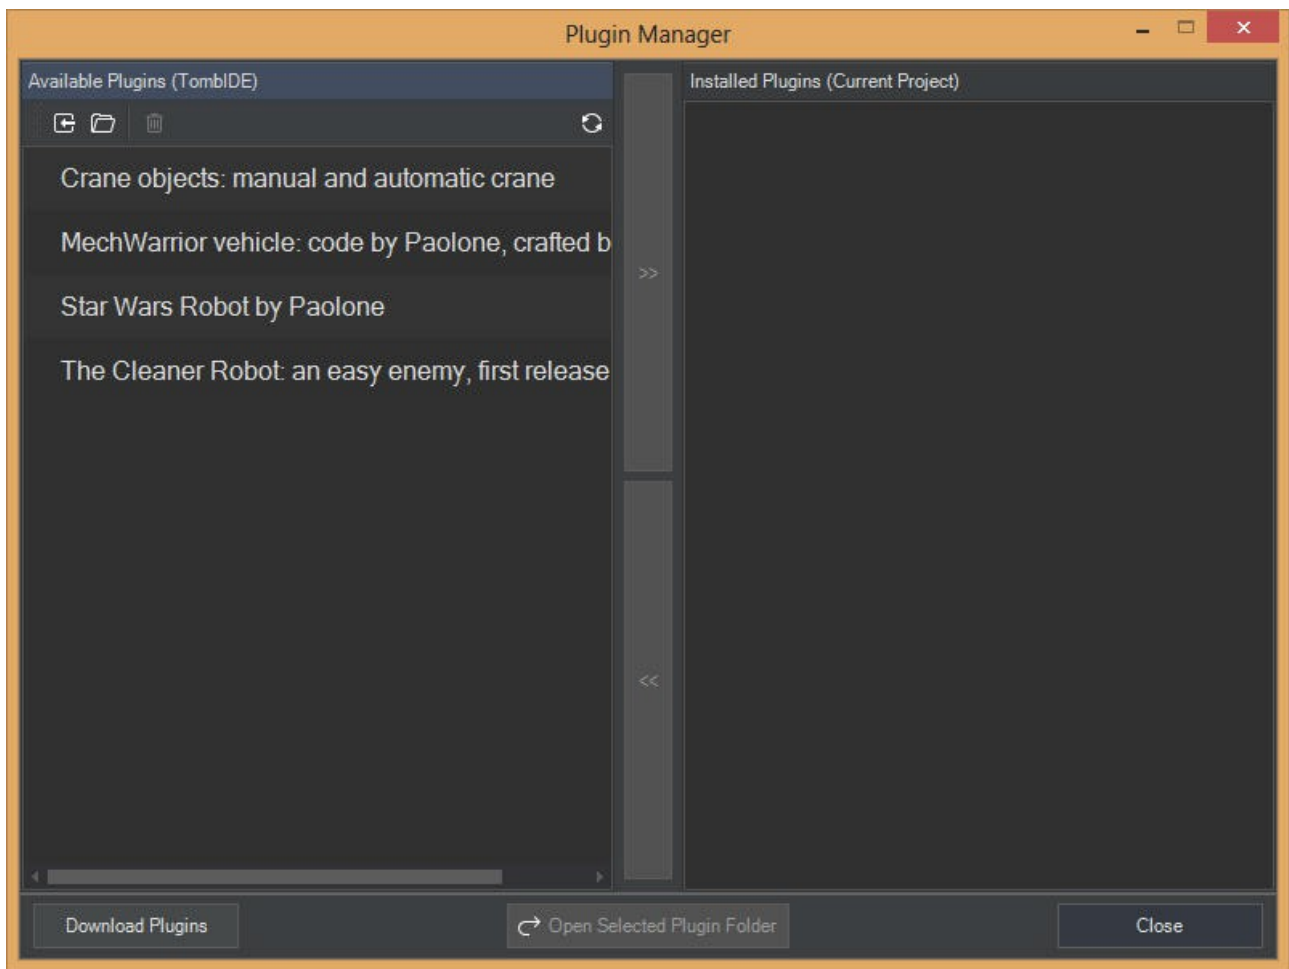 Plugin Manager
Available Plugins (TombIDE)
Installed Plugins (Current Project)
Crane objects: manual and automatic crane
MechWarrior vehicle: code by Paolone, crafted b
Star Wars Robot by Paolone
The Cleaner Robot: an easy enemy, first release
>>
<<
Download Plugins
Open Selected Plugin Folder
Close